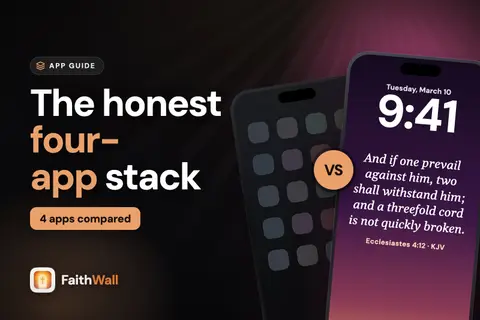 APP GUIDE
The honest
four-
app stack
4 apps compared
FaithWall
VS
Tuesday, March 10
9:41
And if one prevail
against him, two
shall withstand him;
and a threefold cord
is not quickly broken.
Ecclesiastes 4:12 · KJV